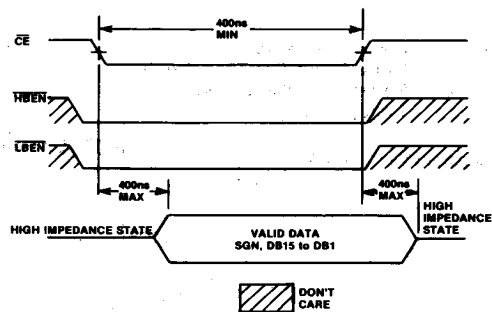 400ns
MIN
CE
HBEN
LBEN
400ns
MAX
400ns
MAX
HIGH
IMPEDANCE
STATE
HIGH IMPEDANCE STATE
VALID DATA
SGN, DB15 to DB1
DON'T
CARE